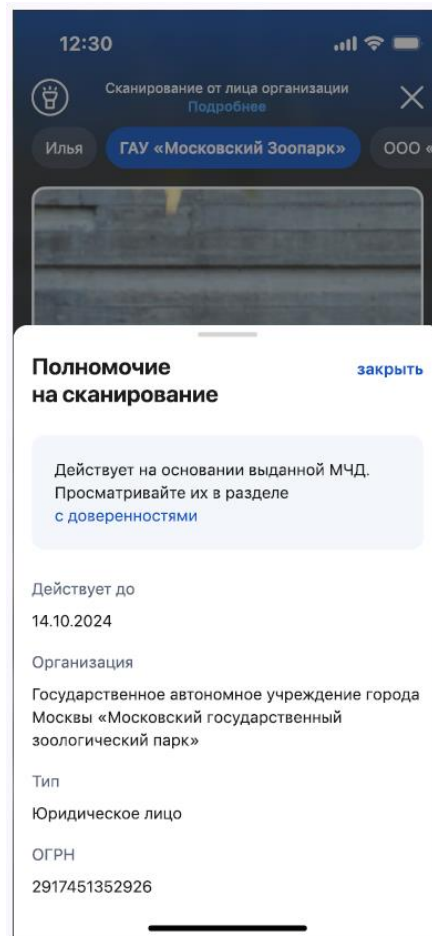 12:30
Сканирование от лица организации
Подробнее
Илья
ГАУ «Московский Зоопарк»
ООО «
Полномочие
закрыть
на сканирование
Действует на основании выданной МЧД.
Просматривайте их в разделе
с доверенностями
Действует до
14.10.2024
Организация
Государственное автономное учреждение города
Москвы «Московский государственный
зоологический парк»
Тип
Юридическое лицо
ОГРН
2917451352926